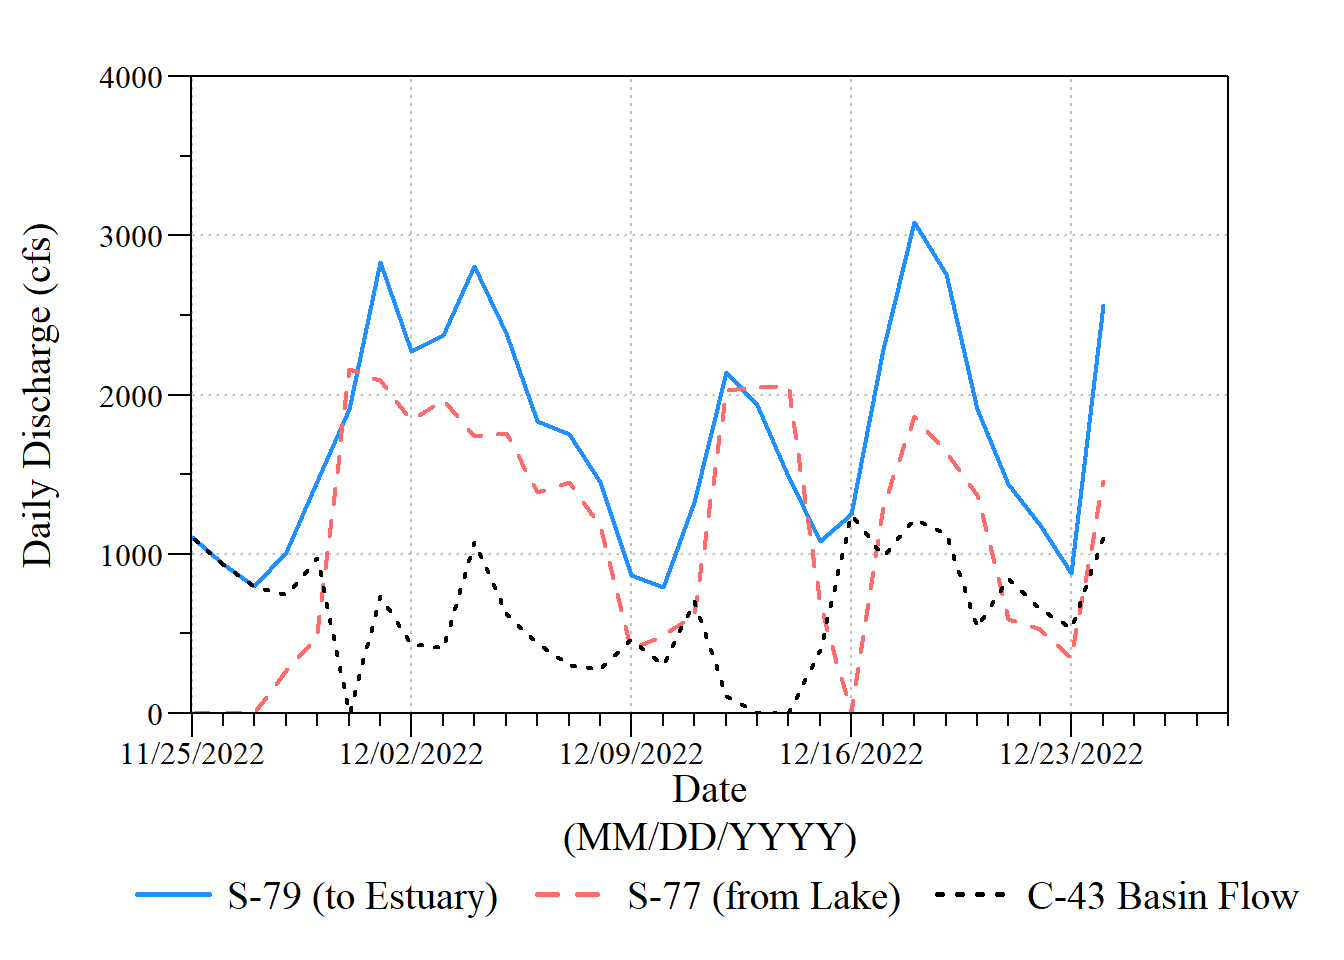 4000
3000
2000
1000
0
Daily Discharge (cfs)
11/25/2022 12/02/2022 12/09/2022 12/16/2022 12/23/2022
Date
(MM/DD/YYYY)
S-79 (to Estuary) S-77 (from Lake) C-43 Basin Flow